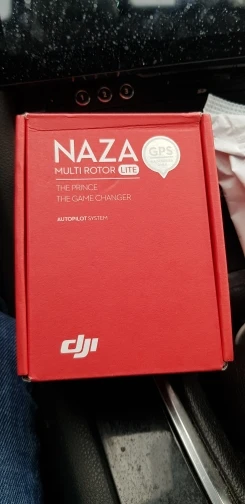 NAZA
GPS
MULTI ROTOR LITE
THE PRINCE
THE GAME CHANGER
AUTOPILOT SYSTEM
dji